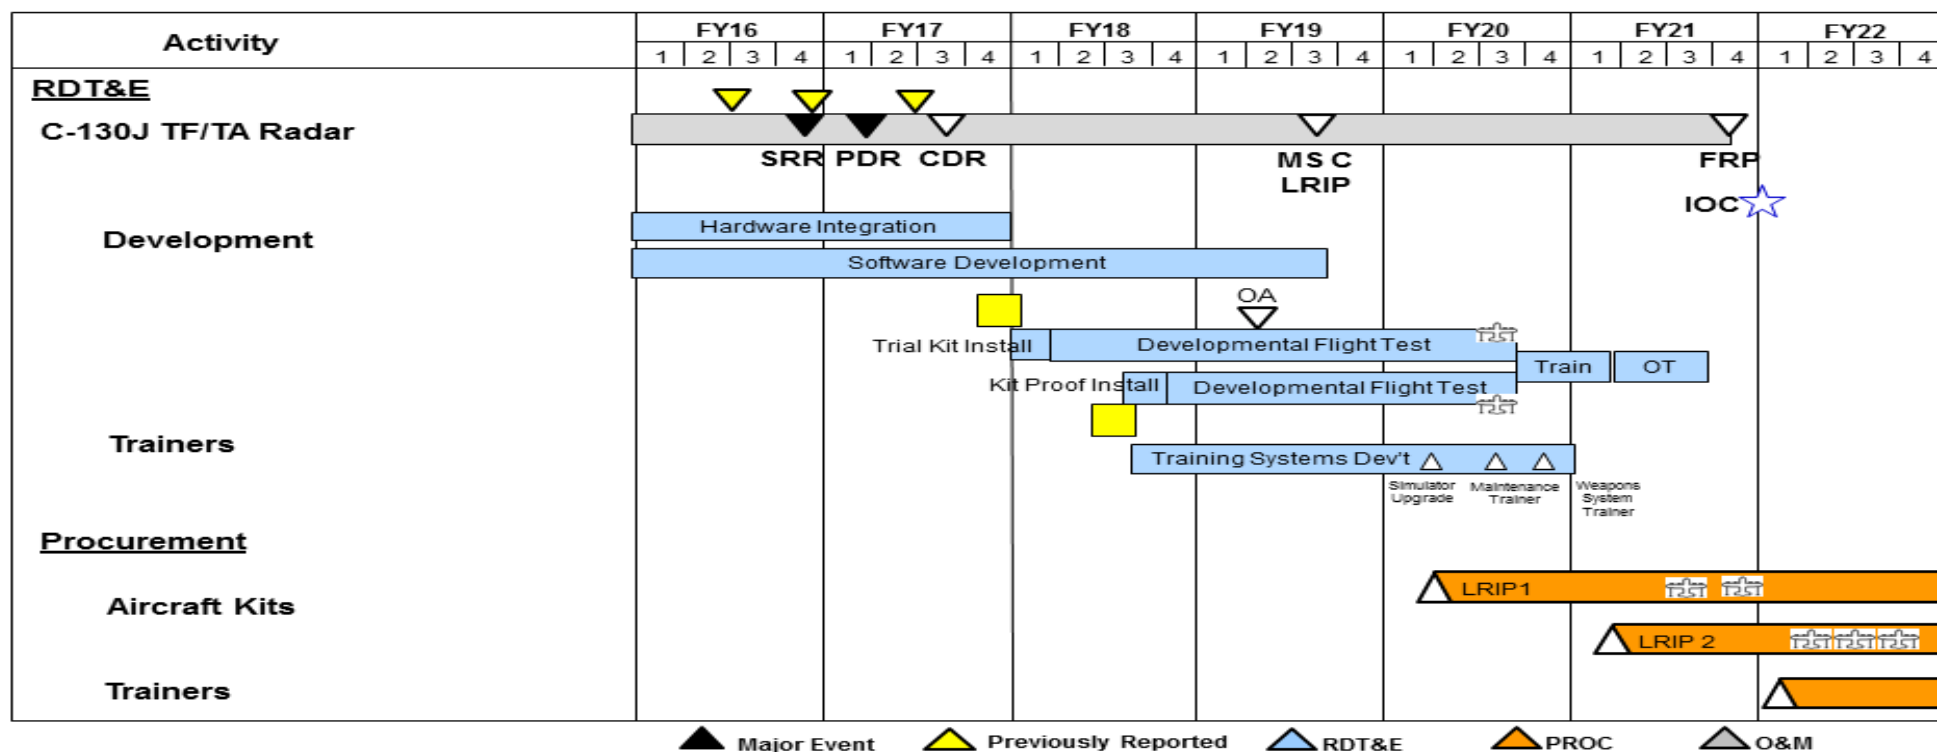 Activity
FY16 FY17 FY18 FY19 FY20 FY21 FY22
1 2 3 4 1 2 3 4 1 2 3 4 1 2 3 4 1 2 3 4 1 2 3 4 1 2 3 4
RDT&E
C-130J TF/TA Radar
SRR PDR CDR MS C FRP
LRIP
IOC
Hardware Integration
Development
Software Development
OA
Trial Kit Install Developmental Flight Test
Train OT
Kit Proof Install Developmental Flight Test
Trainers
Training Systems Dev't
Simulator Upgrade
Maintenance Trainer
Weapons System Trainer
Procurement
LRIP1
Aircraft Kits
LRIP 2
Trainers
Major Event Previously Reported RDT&E PROC O&M